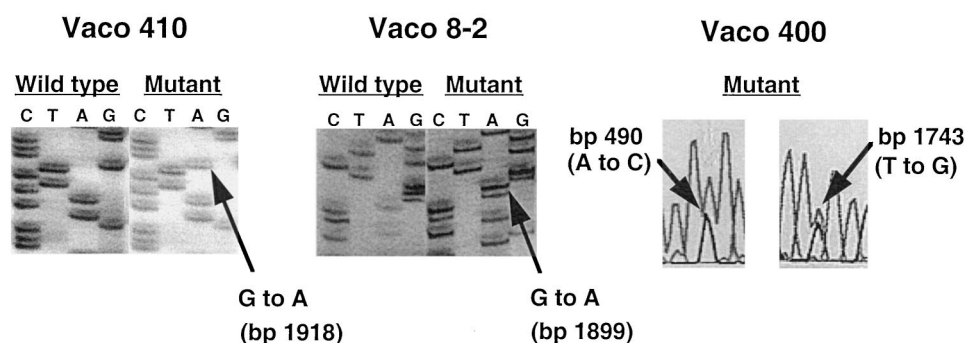 Vaco 410
Vaco 8-2
Vaco 400
Wild type
Mutant
Wild type
Mutant
Mutant
C T A G C T A G
C T A G C T A G
bp 490
(A to C)
bp 1743
(T to G)
G to A
(bp 1918)
G to A
(bp 1899)